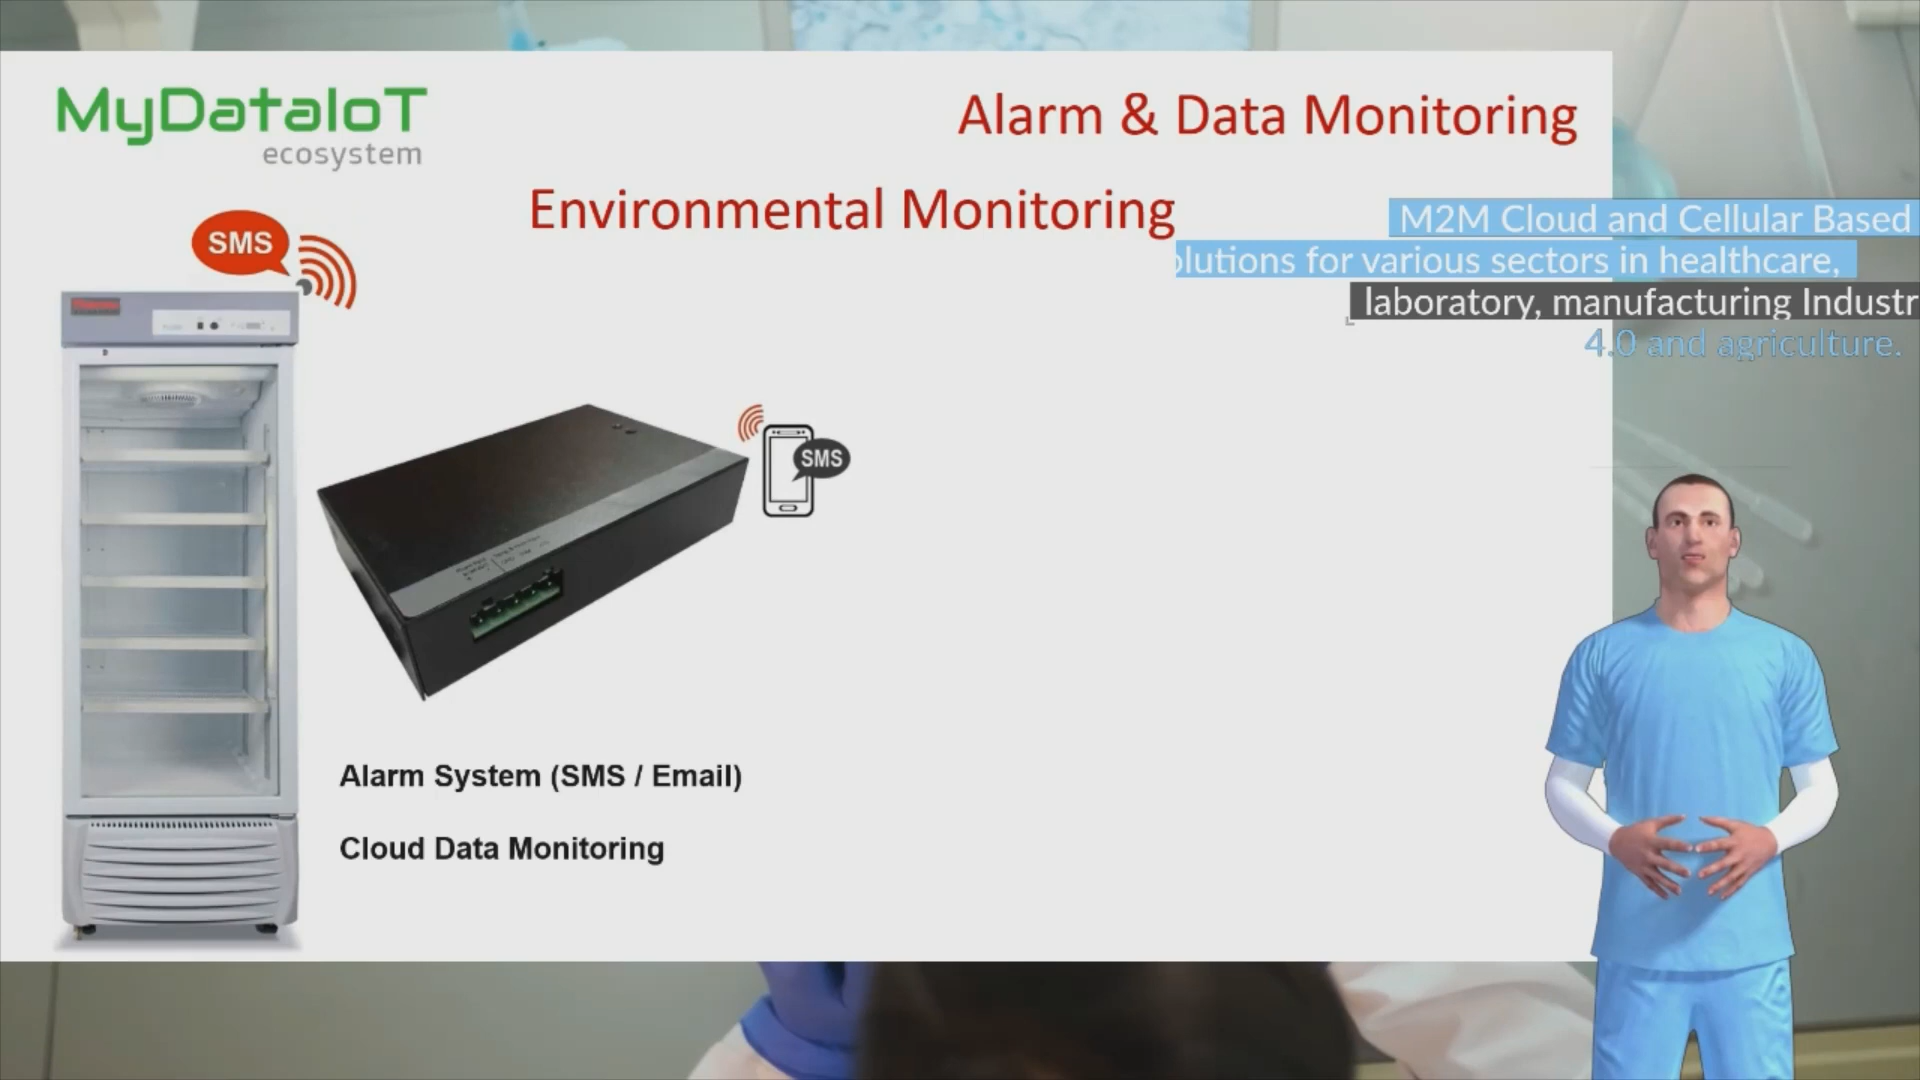 MyDataIoT
ecosystem
Alarm & Data Monitoring
Environmental Monitoring
M2M Cloud and Cellular Based
olutions for various sectors in healthcare,
laboratory, manufacturing Industr
4.0 and agriculture.
SMS
SMS
Alarm System (SMS / Email)
Cloud Data Monitoring